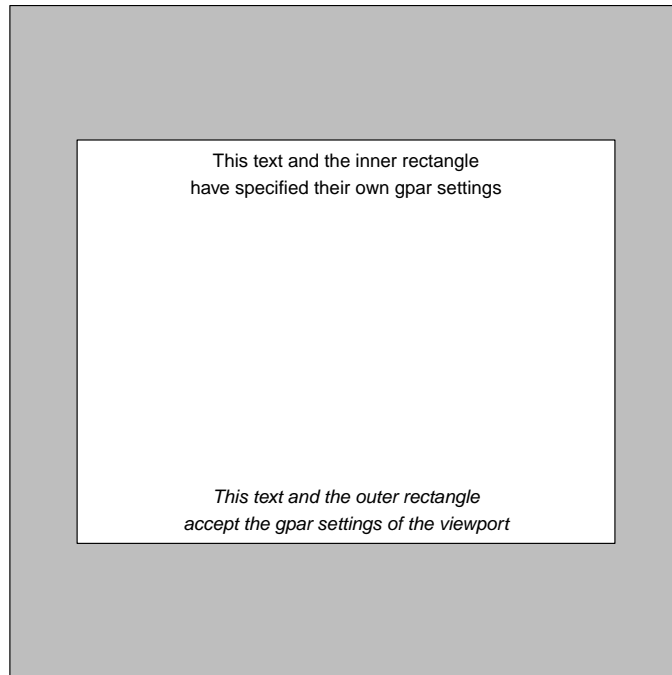 This text and the inner rectangle
have specified their own gpar settings
This text and the outer rectangle
accept the gpar settings of the viewport